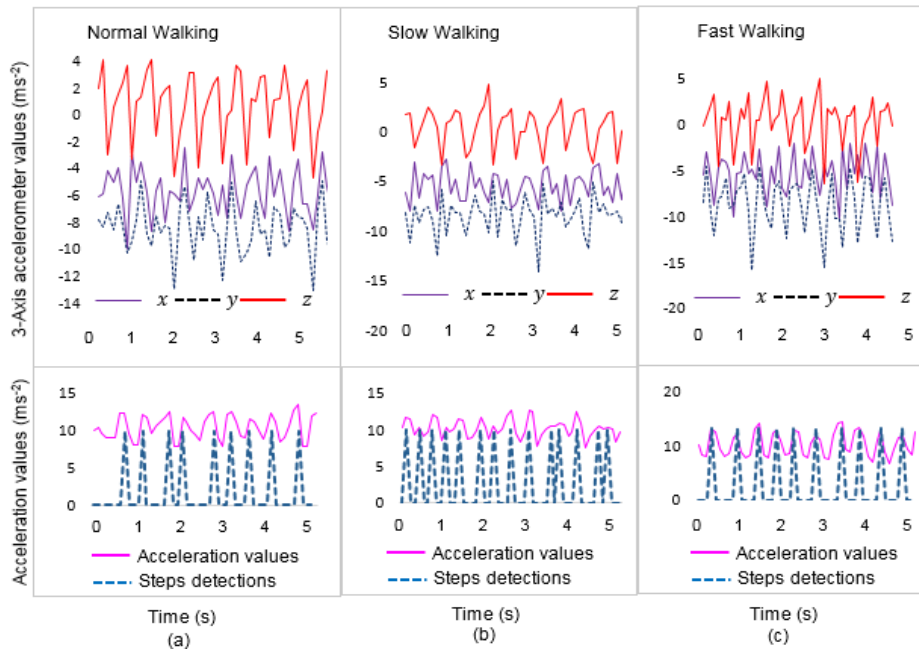 Normal Walking
Slow Walking
Fast Walking
3-Axis accelerometer values (ms-2)
4
2
0
-2
-4
-6
-8
-10
-12
-14
x y z
0 1 2 3 4 5
5
0
-5
-10
-15
-20
x y z
0 1 2 3 4 5
5
0
-5
-10
-15
-20
x y z
0 1 2 3 4 5
Acceleration values (ms-2)
15
10
5
0
0 1 2 3 4 5
Acceleration values
Steps detections
15
10
5
0
0 1 2 3 4 5
Acceleration values
Steps detections
20
10
0
0 1 2 3 4 5
Acceleration values
Steps detections
Time (s)
(a)
Time (s)
(b)
Time (s)
(c)